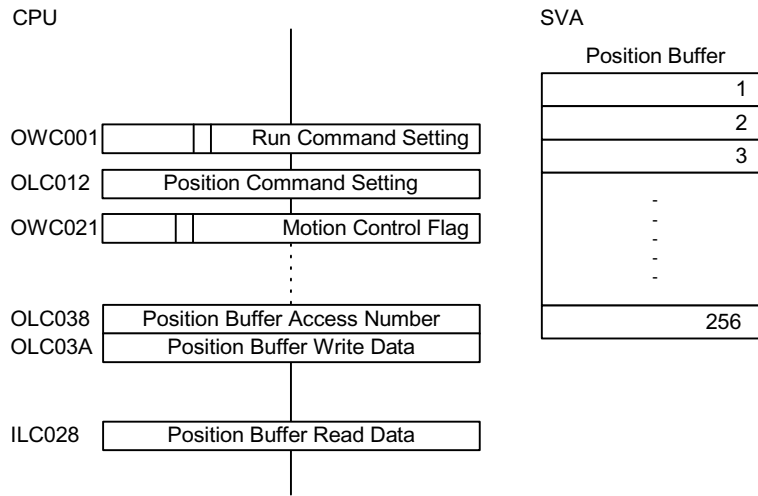 CPU
SVA
Position Buffer
1
2
3
-
-
-
-
-
256
OWC001 Run Command Setting
OLC012 Position Command Setting
OWC021 Motion Control Flag
OLC038 Position Buffer Access Number
OLC03A Position Buffer Write Data
ILC028 Position Buffer Read Data